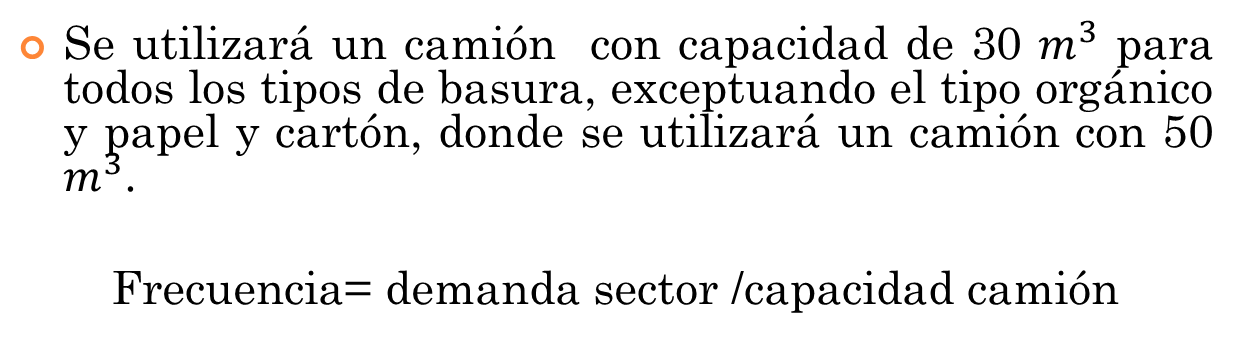 Se utilizará un camión con capacidad de 30 m³ para
todos los tipos de basura, exceptuando el tipo orgánico
y papel y cartón, donde se utilizará un camión con 50
m³.
Frecuencia= demanda sector /capacidad camión